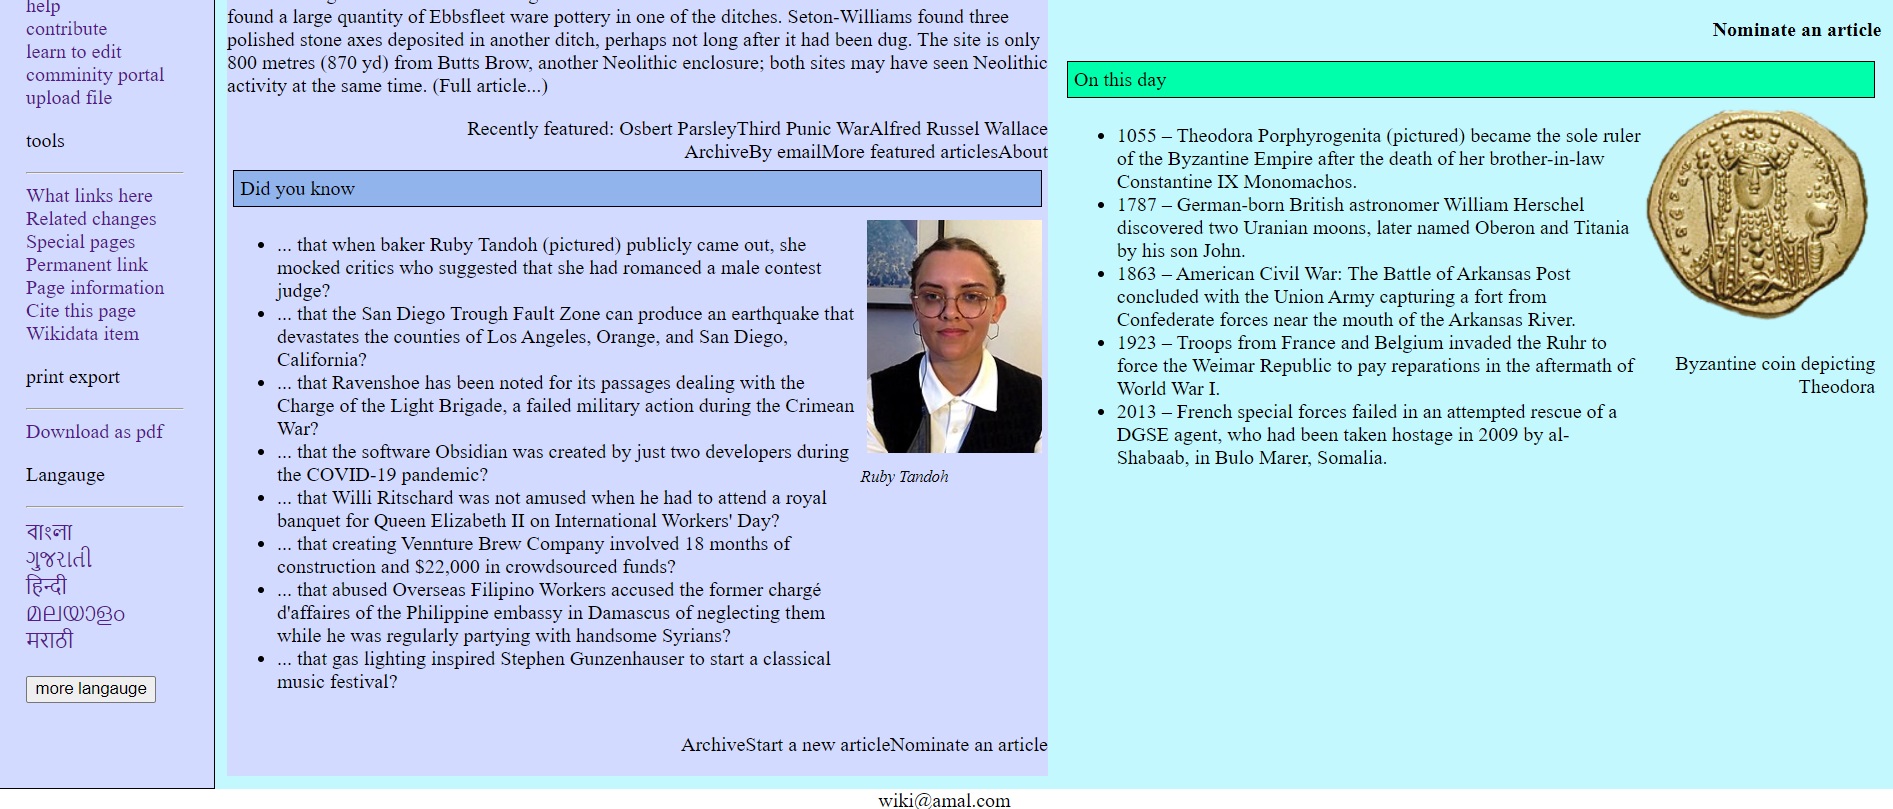 help
contribute
learn to edit
comminity portal
upload file
tools
What links here
Related changes
Special pages
Permanent link
Page information
Cite this page
Wikidata item
print export
Download as pdf
Langauge
বাংলা
ગુજરાતી
हिन्दी
മലയാളം
मराठी
more langauge
found a large quantity of Ebbsfleet ware pottery in one of the ditches. Seton-Williams found three
polished stone axes deposited in another ditch, perhaps not long after it had been dug. The site is only
800 metres (870 yd) from Butts Brow, another Neolithic enclosure; both sites may have seen Neolithic
activity at the same time. (Full article...)
Recently featured: Osbert ParsleyThird Punic WarAlfred Russel Wallace
ArchiveBy emailMore featured articlesAbout
Did you know
• ... that when baker Ruby Tandoh (pictured) publicly came out, she
mocked critics who suggested that she had romanced a male contest
judge?
• ... that the San Diego Trough Fault Zone can produce an earthquake that
devastates the counties of Los Angeles, Orange, and San Diego,
California?
• ... that Ravenshoe has been noted for its passages dealing with the
Charge of the Light Brigade, a failed military action during the Crimean
War?
• ... that the software Obsidian was created by just two developers during
the COVID-19 pandemic?
• ... that Willi Ritschard was not amused when he had to attend a royal
banquet for Queen Elizabeth II on International Workers' Day?
• ... that creating Vennture Brew Company involved 18 months of
construction and $22,000 in crowdsourced funds?
• ... that abused Overseas Filipino Workers accused the former chargé
d'affaires of the Philippine embassy in Damascus of neglecting them
while he was regularly partying with handsome Syrians?
• ... that gas lighting inspired Stephen Gunzenhauser to start a classical
music festival?
Ruby Tandoh
ArchiveStart a new articleNominate an article
Nominate an article
On this day
• 1055 – Theodora Porphyrogenita (pictured) became the sole ruler
of the Byzantine Empire after the death of her brother-in-law
Constantine IX Monomachos.
• 1787 – German-born British astronomer William Herschel
discovered two Uranian moons, later named Oberon and Titania
by his son John.
• 1863 – American Civil War: The Battle of Arkansas Post
concluded with the Union Army capturing a fort from
Confederate forces near the mouth of the Arkansas River.
• 1923 – Troops from France and Belgium invaded the Ruhr to
force the Weimar Republic to pay reparations in the aftermath of
World War I.
• 2013 – French special forces failed in an attempted rescue of a
DGSE agent, who had been taken hostage in 2009 by al-
Shabaab, in Bulo Marer, Somalia.
Byzantine coin depicting
Theodora
wiki@amal.com